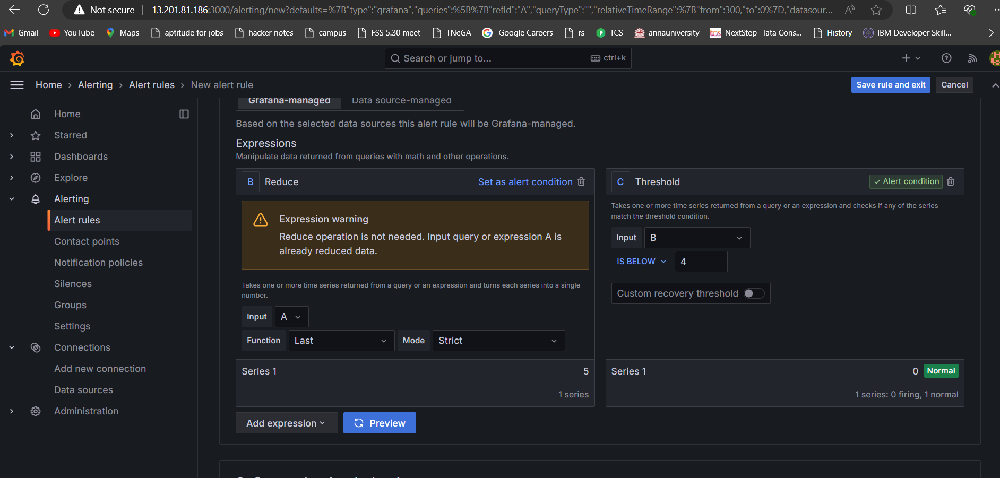 Not secure
13.201.81.186:3000/alerting/new?defaults=%7B"type":"grafana","queries":%5B%7B"refId":"A","queryType":"","relativeTimeRange":%7B"from":300,"to":0%7D,"datasour...
Gmail YouTube Maps aptitude for jobs hacker notes campus FSS 5.30 meet TNeGA Google Careers rs TCS annauniversity NextStep- Tata Cons... History IBM Developer Skill...
Search or jump to... ctrl+k
Home > Alerting > Alert rules > New alert rule
Save rule and exit Cancel
Home
Starred
Dashboards
Explore
Alerting
Alert rules
Contact points
Notification policies
Silences
Groups
Settings
Connections
Add new connection
Data sources
Administration
Grafana-managed Data source-managed
Based on the selected data sources this alert rule will be Grafana-managed.
Expressions
Manipulate data returned from queries with math and other operations.
B Reduce Set as alert condition
Expression warning
Reduce operation is not needed. Input query or expression A is
already reduced data.
Takes one or more time series returned from a query or an expression and turns each series into a single
number.
Input A
Function Last Mode Strict
Series 1 5
1 series
C Threshold Alert condition
Takes one or more time series returned from a query or an expression and checks if any of the series
match the threshold condition.
Input B
IS BELOW 4
Custom recovery threshold
Series 1 0 Normal
1 series: 0 firing, 1 normal
Add expression Preview